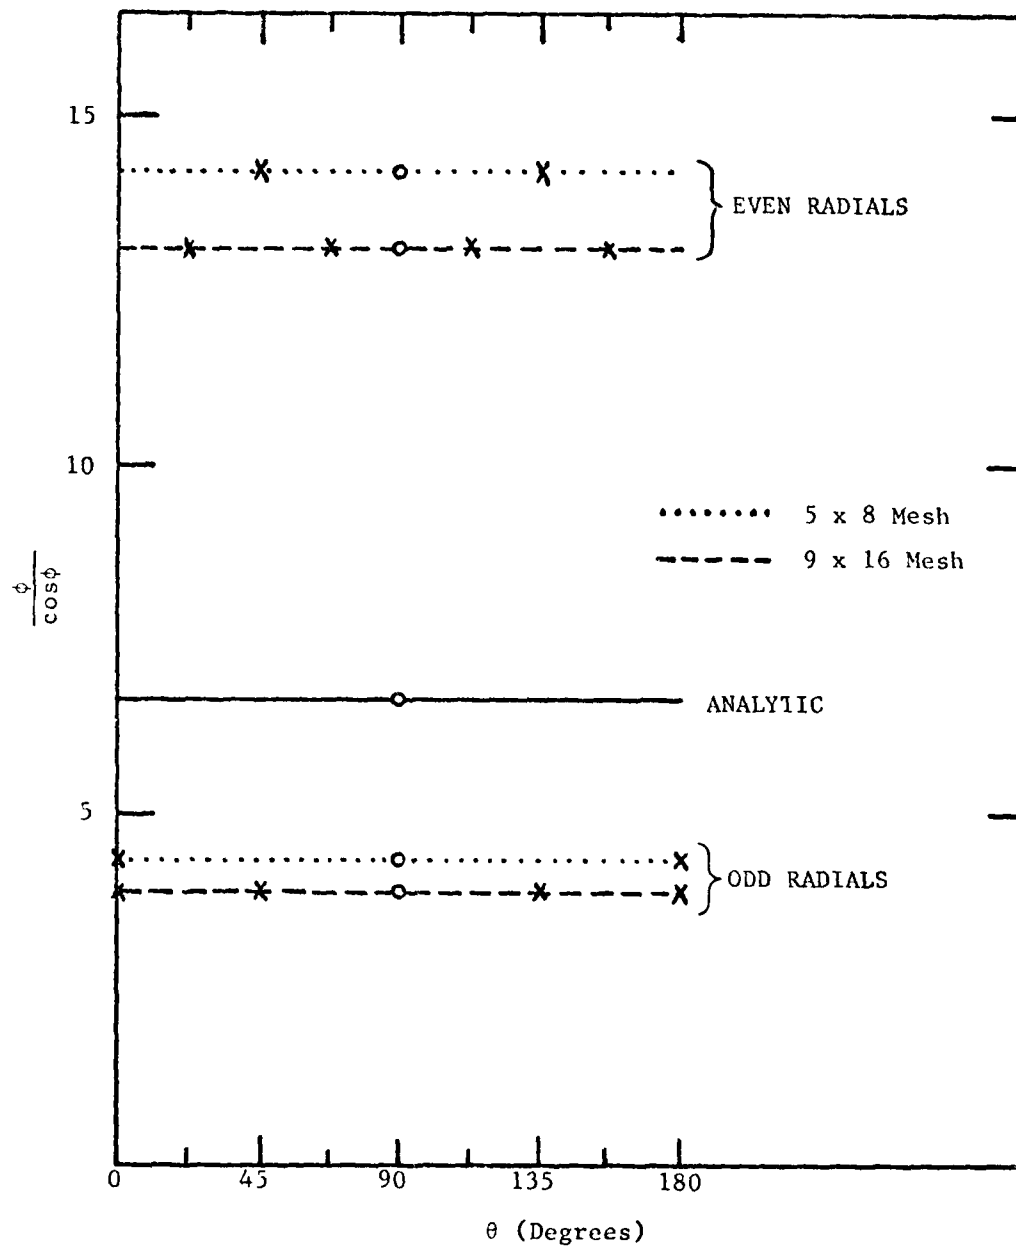 15
EVEN RADIALS
10
..... 5 x 8 Mesh
--- 9 x 16 Mesh
ϕ
cosϕ
ANALYTIC
5
ODD RADIALS
0 45 90 135 180
θ (Degrees)